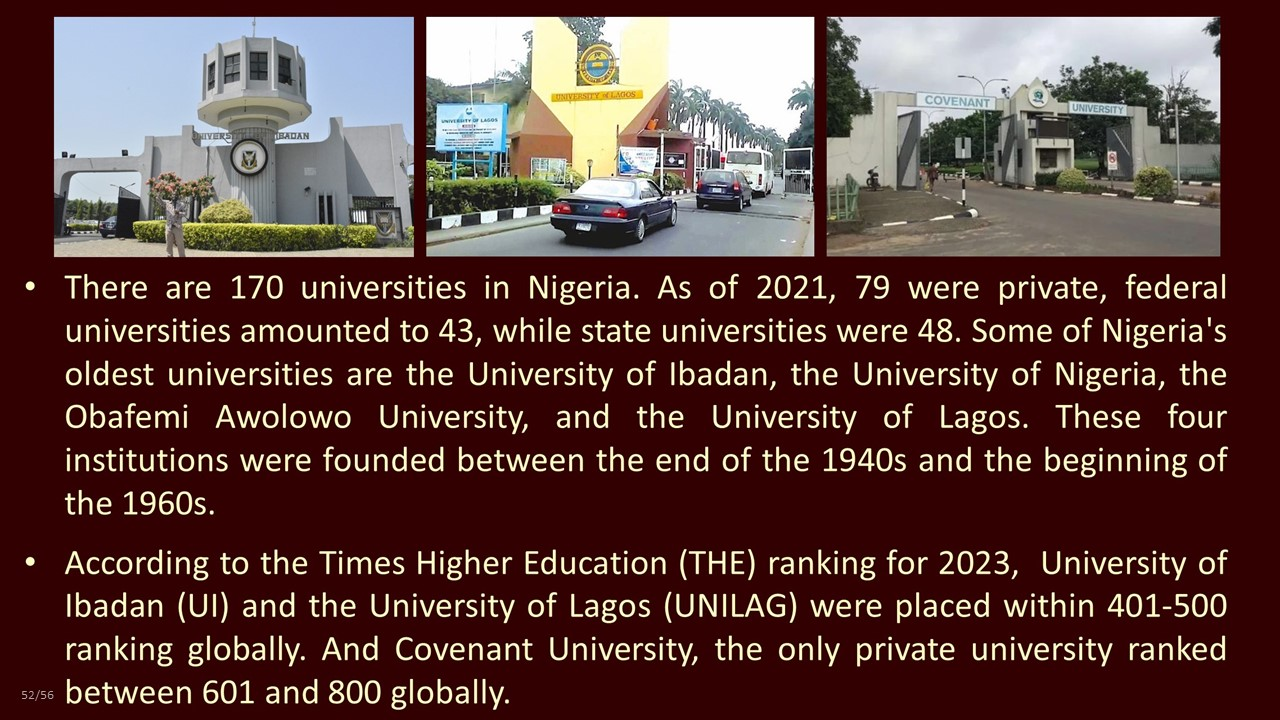 UNIVERSITY OF IBADAN
UNIVERSITY OF LAGOS
UNIVERSITY OF LAGOS
COVENANT
UNIVERSITY
• There are 170 universities in Nigeria. As of 2021, 79 were private, federal
universities amounted to 43, while state universities were 48. Some of Nigeria's
oldest universities are the University of Ibadan, the University of Nigeria, the
Obafemi Awolowo University, and the University of Lagos. These four
institutions were founded between the end of the 1940s and the beginning of
the 1960s.
• According to the Times Higher Education (THE) ranking for 2023, University of
Ibadan (UI) and the University of Lagos (UNILAG) were placed within 401-500
ranking globally. And Covenant University, the only private university ranked
between 601 and 800 globally.
52/56